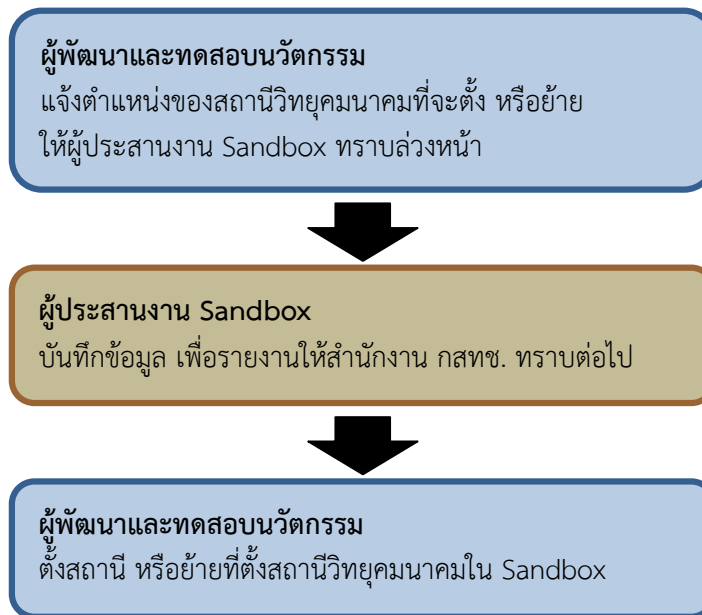 ผู้พัฒนาและทดสอบนวัตกรรม
แจ้งตำแหน่งของสถานีวิทยุคมนาคมที่จะตั้ง หรือย้าย
ให้ผู้ประสานงาน Sandbox ทราบล่วงหน้า
ผู้ประสานงาน Sandbox
บันทึกข้อมูล เพื่อรายงานให้สำนักงาน กสทช. ทราบต่อไป
ผู้พัฒนาและทดสอบนวัตกรรม
ตั้งสถานี หรือย้ายที่ตั้งสถานีวิทยุคมนาคมใน Sandbox